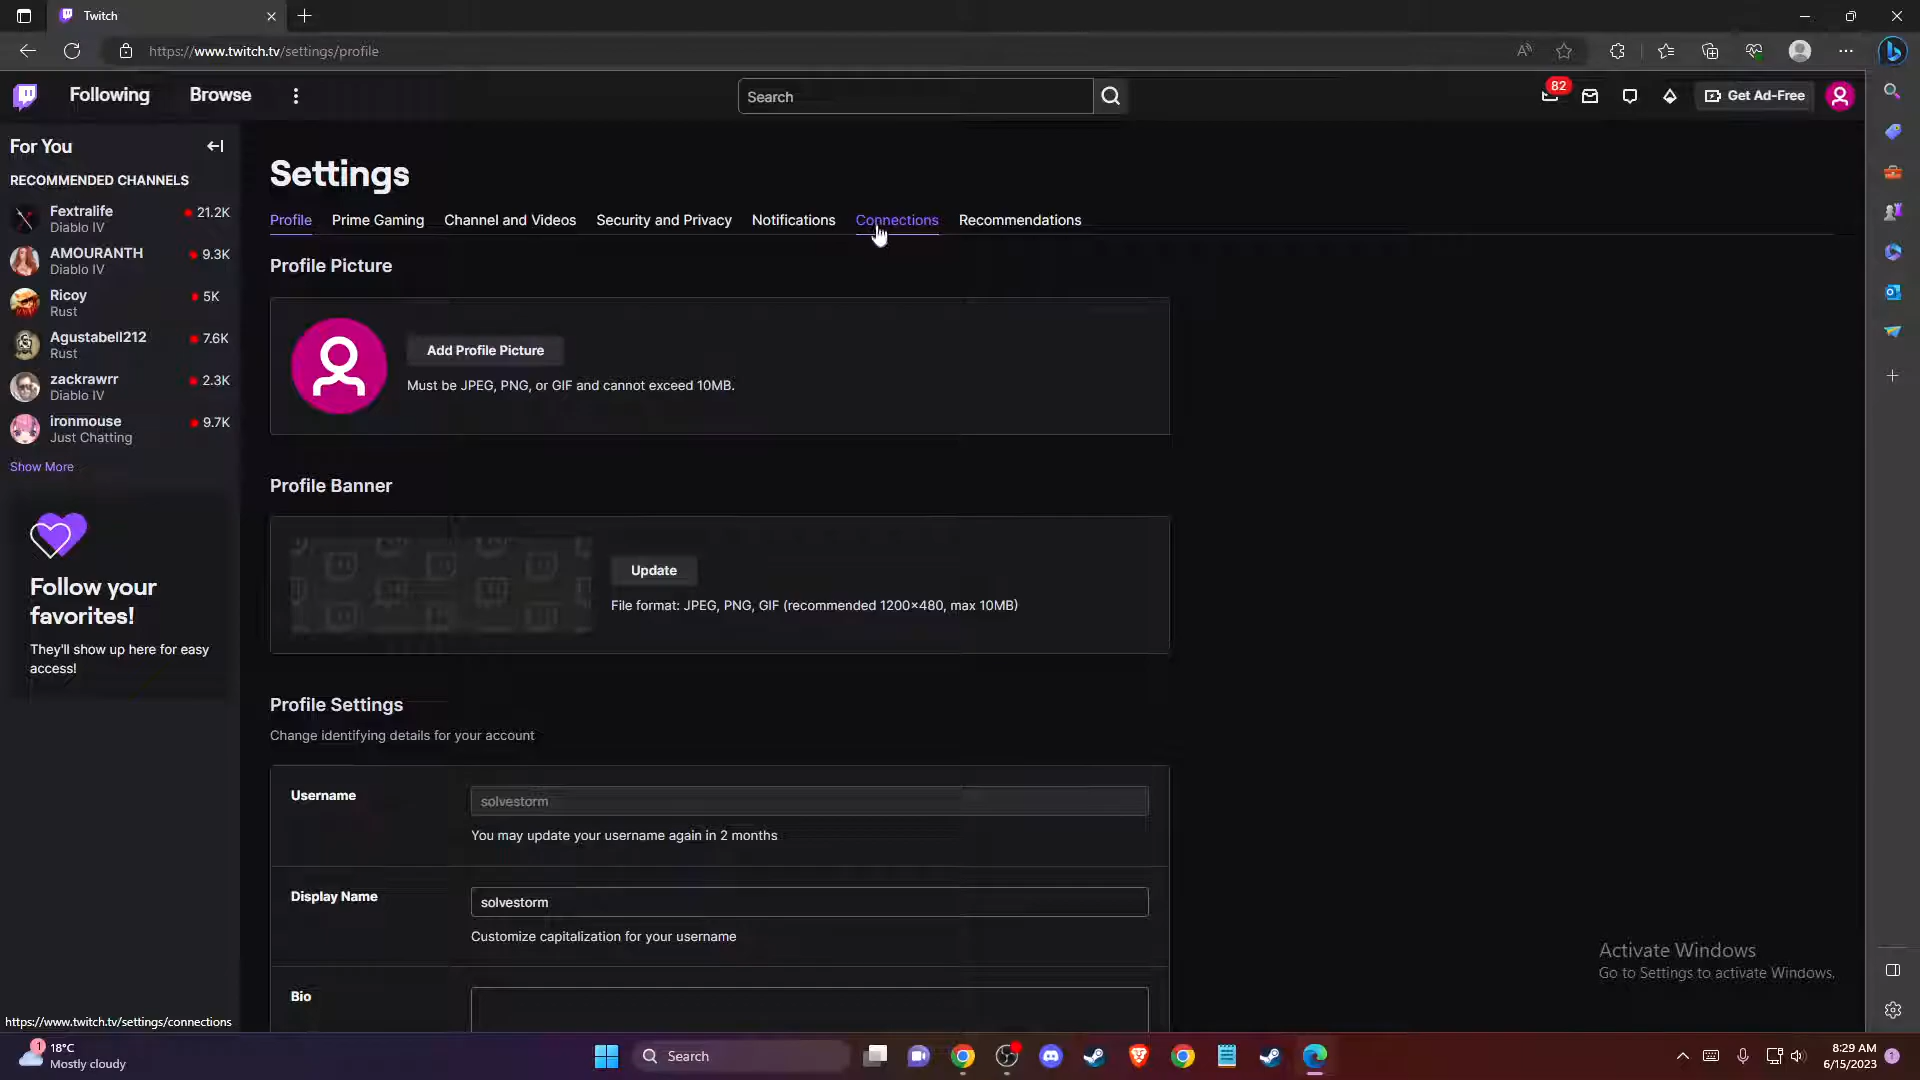 Twitch
https://www.twitch.tv/settings/profile
Following
Browse
Search
82
Get Ad-Free
For You
RECOMMENDED CHANNELS
Fextralife
21.2K
Diablo IV
AMOURANTH
9.3K
Diablo IV
Ricoy
5K
Rust
Agustabell212
7.6K
Rust
zackrawrr
2.3K
Diablo IV
ironmouse
9.7K
Just Chatting
Show More
Follow your
favorites!
They'll show up here for easy
access!
Settings
Profile
Prime Gaming
Channel and Videos
Security and Privacy
Notifications
Connections
Recommendations
Profile Picture
Add Profile Picture
Must be JPEG, PNG, or GIF and cannot exceed 10MB.
Profile Banner
Update
File format: JPEG, PNG, GIF (recommended 1200×480, max 10MB)
Profile Settings
Change identifying details for your account
Username
solvestorm
You may update your username again in 2 months
Display Name
solvestorm
Customize capitalization for your username
Bio
Activate Windows
Go to Settings to activate Windows.
https://www.twitch.tv/settings/connections
1
18°C
Mostly cloudy
Search
8:29 AM
6/15/2023
1